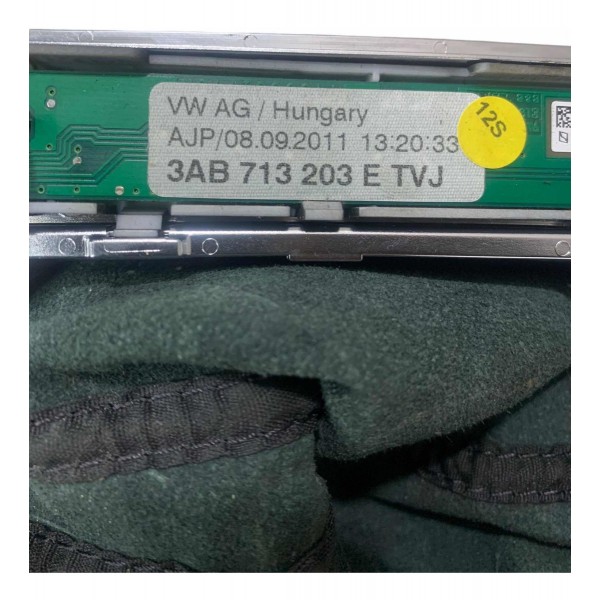 VW AG / Hungary
AJP/08.09.2011 13:20:33
3AB 713 203 E TVJ
12S